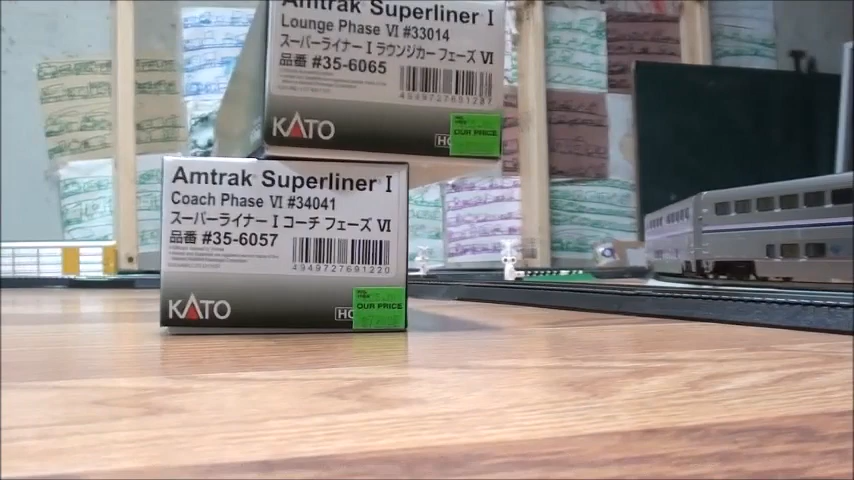 Amtrak Superliner I
Lounge Phase VI #33014
スーパーライナーI ラウンジカーフェーズ VI
品番 #35-6065
4949727691287
KATO
HO
OUR PRICE
Amtrak Superliner I
Coach Phase VI #34041
スーパーライナーI コーチ フェーズ VI
品番 #35-6057
4949727691220
KATO
HO
OUR PRICE